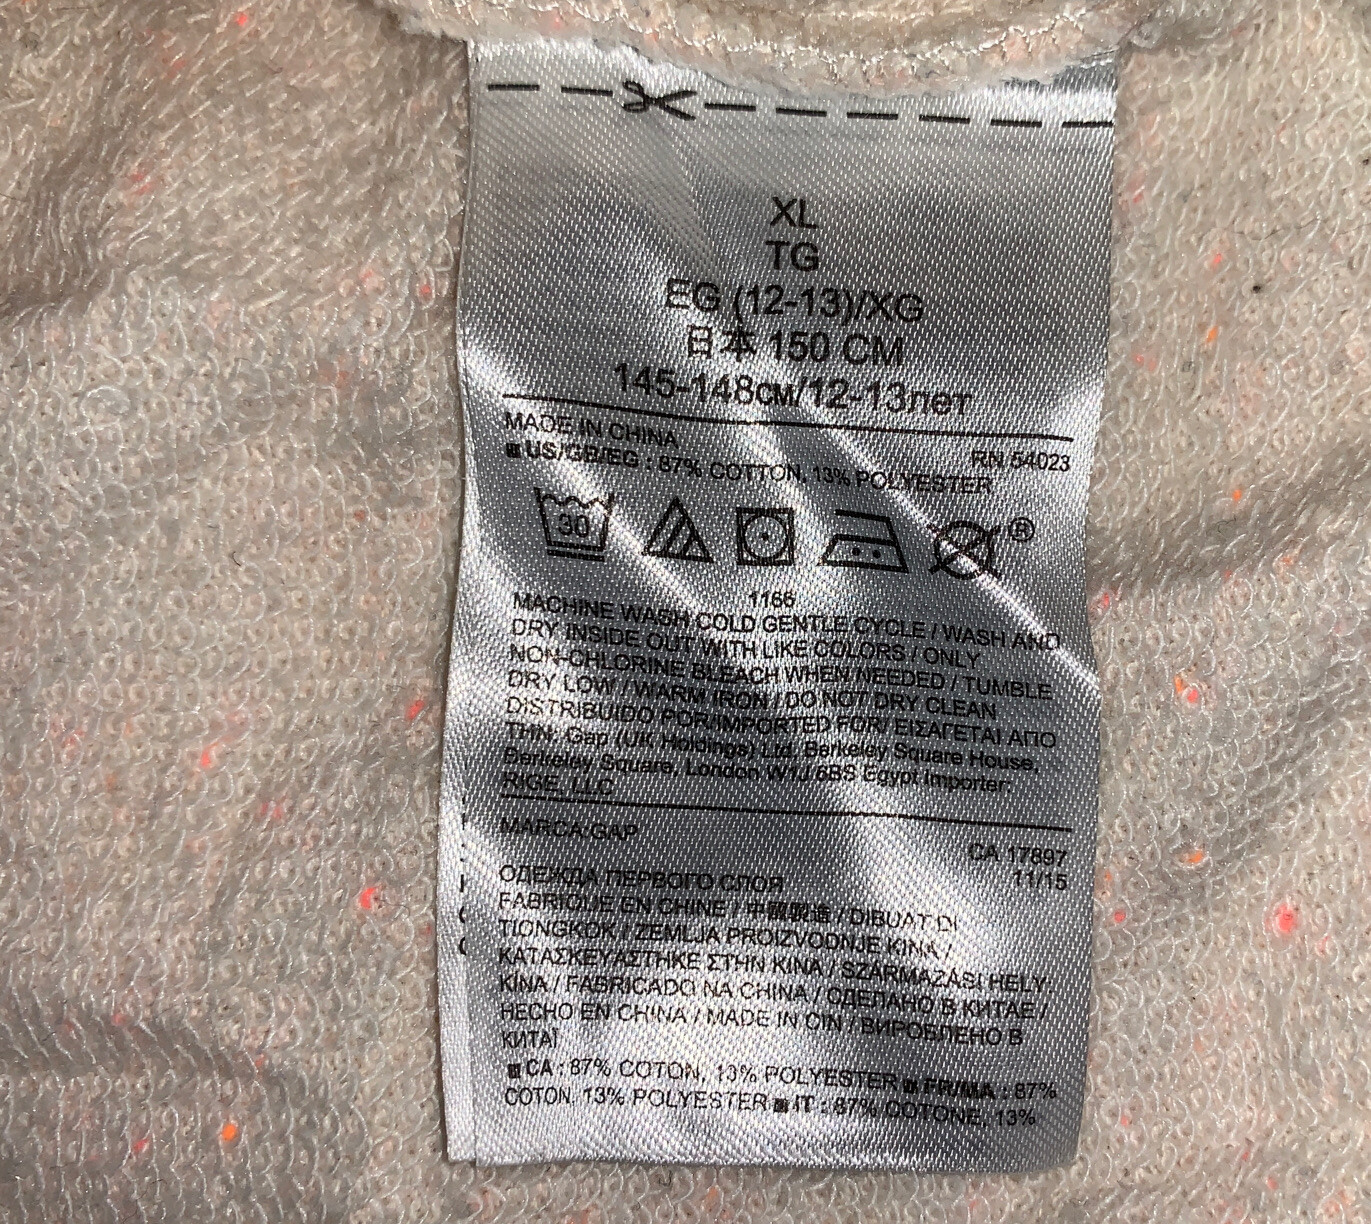 XL
TG
EG (12-13)/XG
日本 150 CM
145-148см/12-13лет
MADE IN CHINA
RN 54023
US/GB/EG : 87% COTTON, 13% POLYESTER
30
®
1166
MACHINE WASH COLD GENTLE CYCLE / WASH AND
DRY INSIDE OUT WITH LIKE COLORS / ONLY
NON-CHLORINE BLEACH WHEN NEEDED / TUMBLE
DRY LOW / WARM IRON / DO NOT DRY CLEAN
DISTRIBUIDO POR/IMPORTED FOR/ ΕΙΣΑΓΕΤΑΙ ΑΠΟ
ΤΗΝ, Gap (UK Holdings) Ltd, Berkeley Square House,
Berkeley Square, London W1J 6BS Egypt Importer:
RIGE, LLC
MARCA:GAP
CA 17897
11/15
ОДЕЖДА ПЕРВОГО СЛОЯ
FABRIQUE EN CHINE / 中國製造 / DIBUAT DI
TIONGKOK / ZEMLJA PROIZVODNJE KINA /
ΚΑΤΑΣΚΕΥΑΣΤΗΚΕ ΣΤΗΝ ΚΙΝΑ / SZÁRMAZÁSI HELY:
KÍNA / FABRICADO NA CHINA / СДЕЛАНО В КИТАЕ /
HECHO EN CHINA / MADE IN CIN / ВИРОБЛЕНО В
КИТАЇ
CA : 87% COTON, 13% POLYESTER FR/MA : 87%
COTON, 13% POLYESTER IT : 87% COTONE, 13%